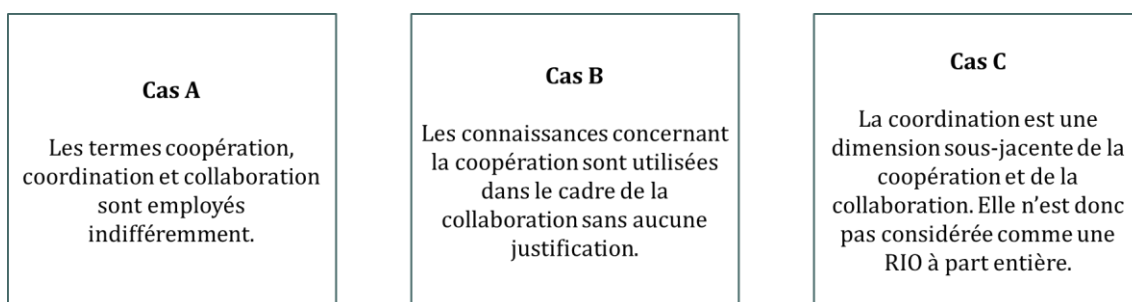 Cas A
Les termes coopération,
coordination et collaboration
sont employés
indifféremment.
Cas B
Les connaissances concernant
la coopération sont utilisées
dans le cadre de la
collaboration sans aucune
justification.
Cas C
La coordination est une
dimension sous-jacente de la
coopération et de la
collaboration. Elle n’est donc
pas considérée comme une
RIO à part entière.